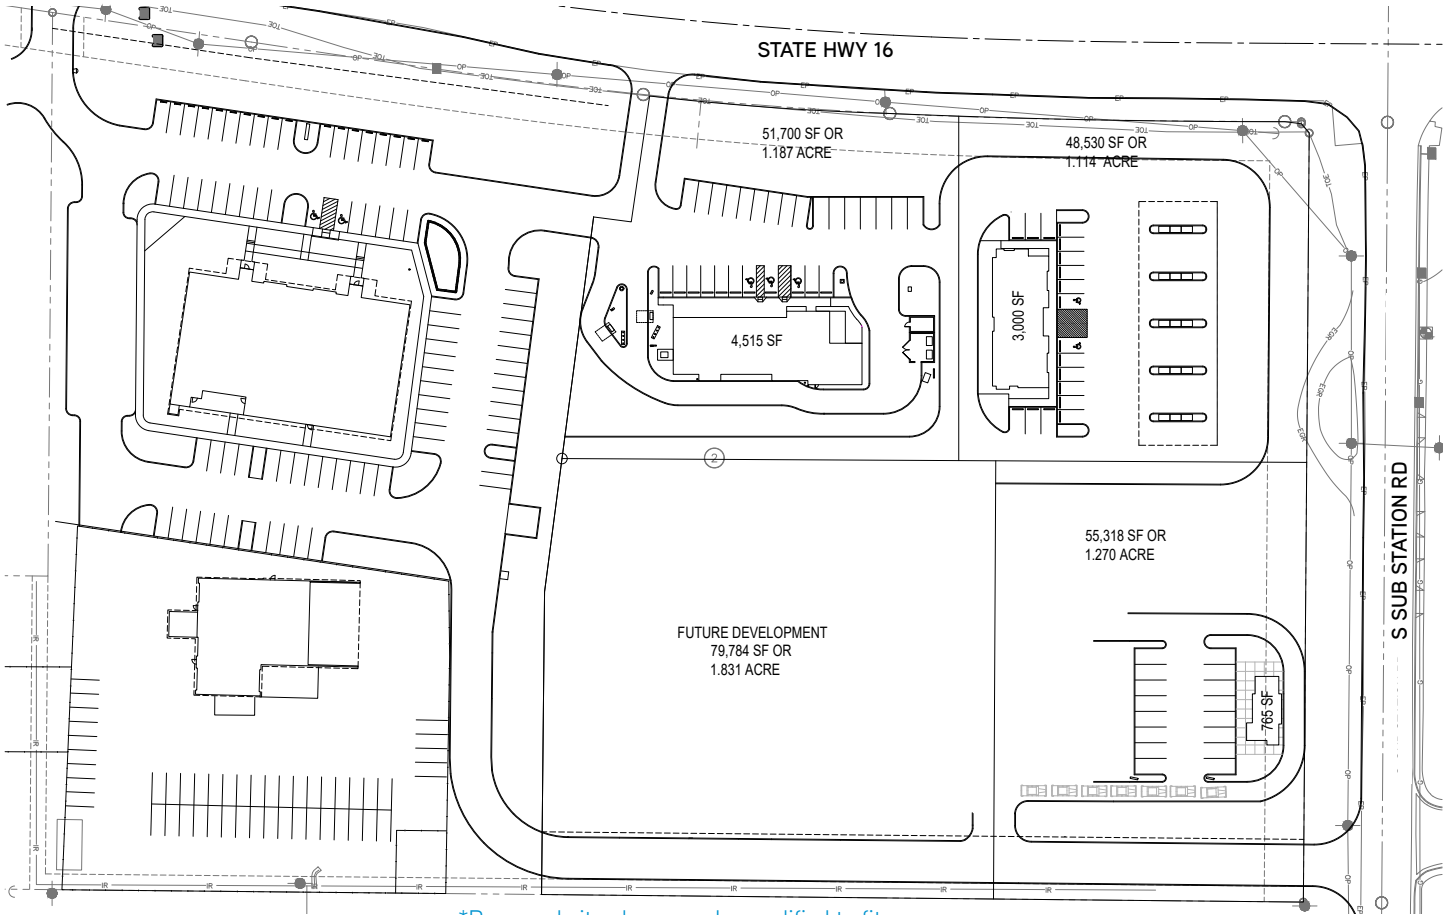 STATE HWY 16
51,700 SF OR
1.187 ACRE
48,530 SF OR
1.114 ACRE
4,515 SF
3,000 SF
2
S SUB STATION RD
55,318 SF OR
1.270 ACRE
FUTURE DEVELOPMENT
79,784 SF OR
1.831 ACRE
765 SF